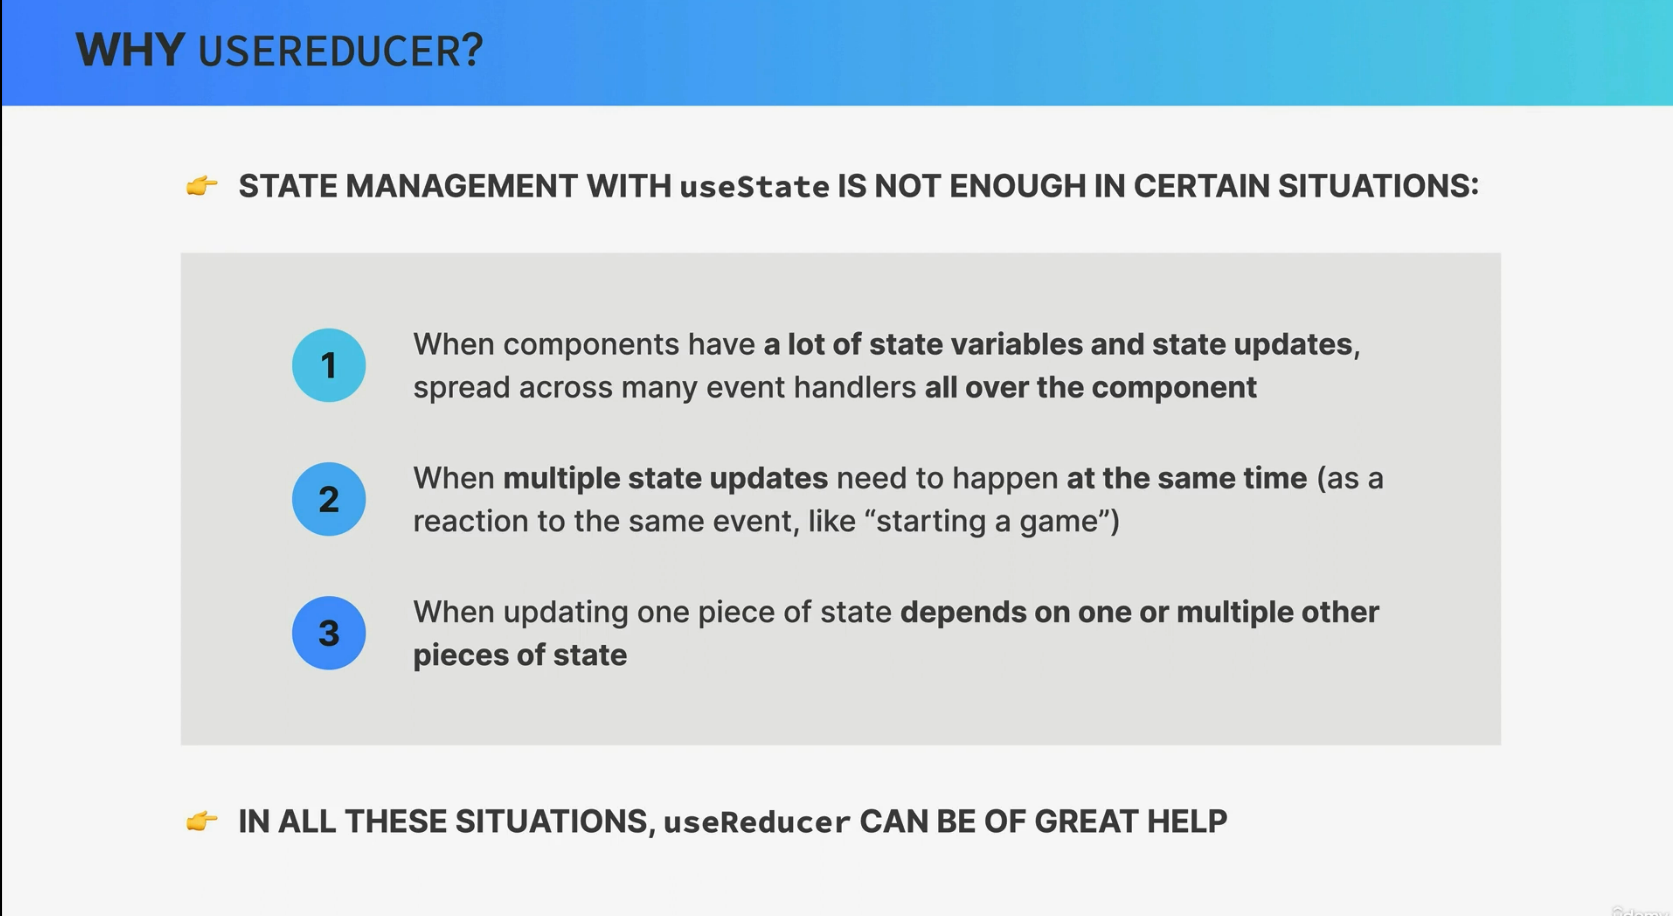 WHY USEREDUCER?
👉 STATE MANAGEMENT WITH useState IS NOT ENOUGH IN CERTAIN SITUATIONS:
1 When components have a lot of state variables and state updates,
spread across many event handlers all over the component
2 When multiple state updates need to happen at the same time (as a
reaction to the same event, like “starting a game”)
3 When updating one piece of state depends on one or multiple other
pieces of state
👉 IN ALL THESE SITUATIONS, useReducer CAN BE OF GREAT HELP